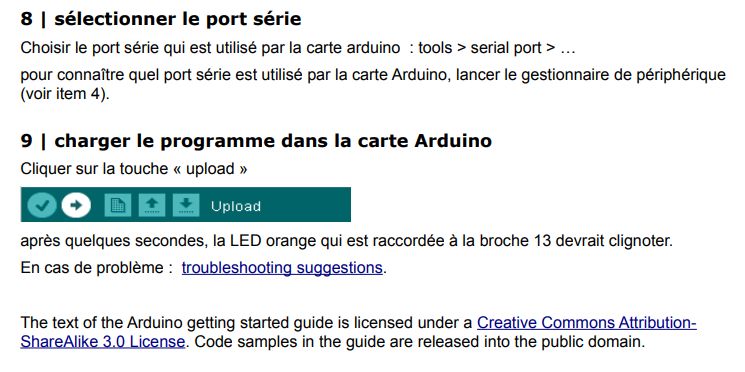 8 | sélectionner le port série
Choisir le port série qui est utilisé par la carte arduino  : tools > serial port > …
pour connaître quel port série est utilisé par la carte Arduino, lancer le gestionnaire de périphérique
(voir item 4).
9 | charger le programme dans la carte Arduino
Cliquer sur la touche « upload »
Upload
après quelques secondes, la LED orange qui est raccordée à la broche 13 devrait clignoter.
En cas de problème :  troubleshooting suggestions.
The text of the Arduino getting started guide is licensed under a Creative Commons Attribution-
ShareAlike 3.0 License. Code samples in the guide are released into the public domain.